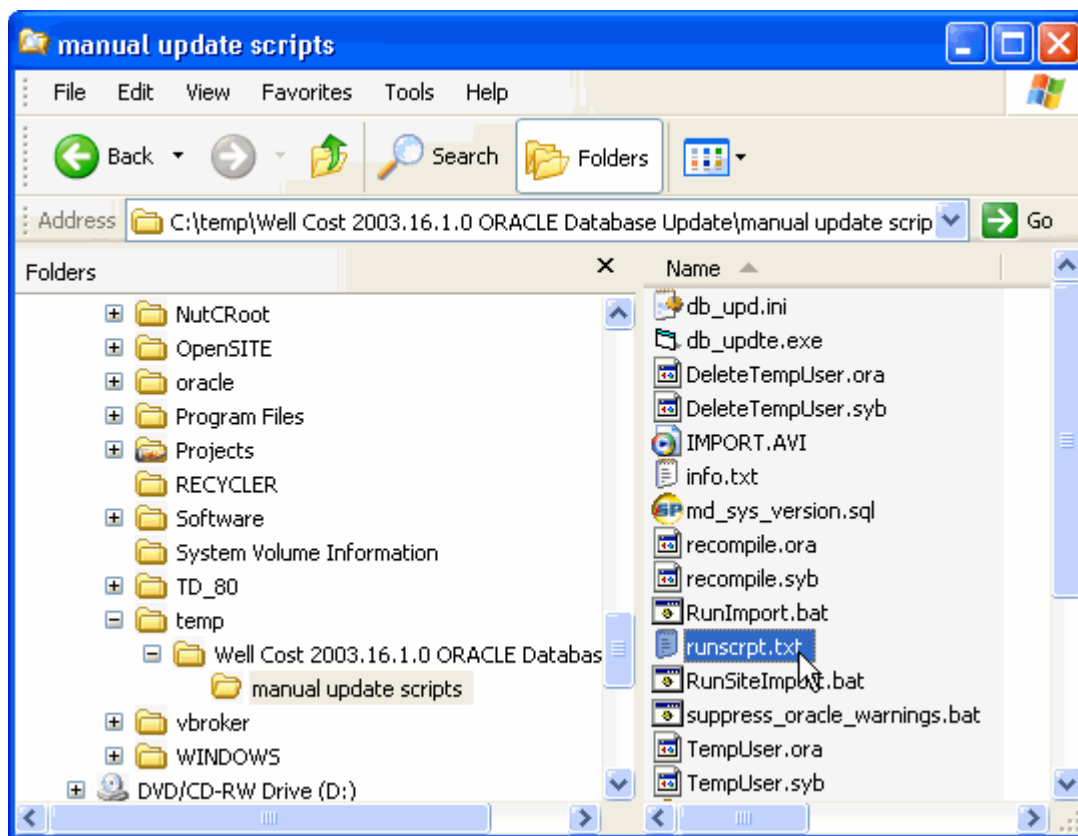 manual update scripts
File Edit View Favorites Tools Help
Back Search Folders
Address C:\temp\Well Cost 2003.16.1.0 ORACLE Database Update\manual update scrip Go
Folders
NutCRoot
OpenSITE
oracle
Program Files
Projects
RECYCLER
Software
System Volume Information
TD_80
temp
Well Cost 2003.16.1.0 ORACLE Databas
manual update scripts
vbroker
WINDOWS
DVD/CD-RW Drive (D:)
Name
db_upd.ini
db_updte.exe
DeleteTempUser.ora
DeleteTempUser.syb
IMPORT.AVI
info.txt
md_sys_version.sql
recompile.ora
recompile.syb
RunImport.bat
runscrpt.txt
RunSiteImport.bat
suppress_oracle_warnings.bat
TempUser.ora
TempUser.syb